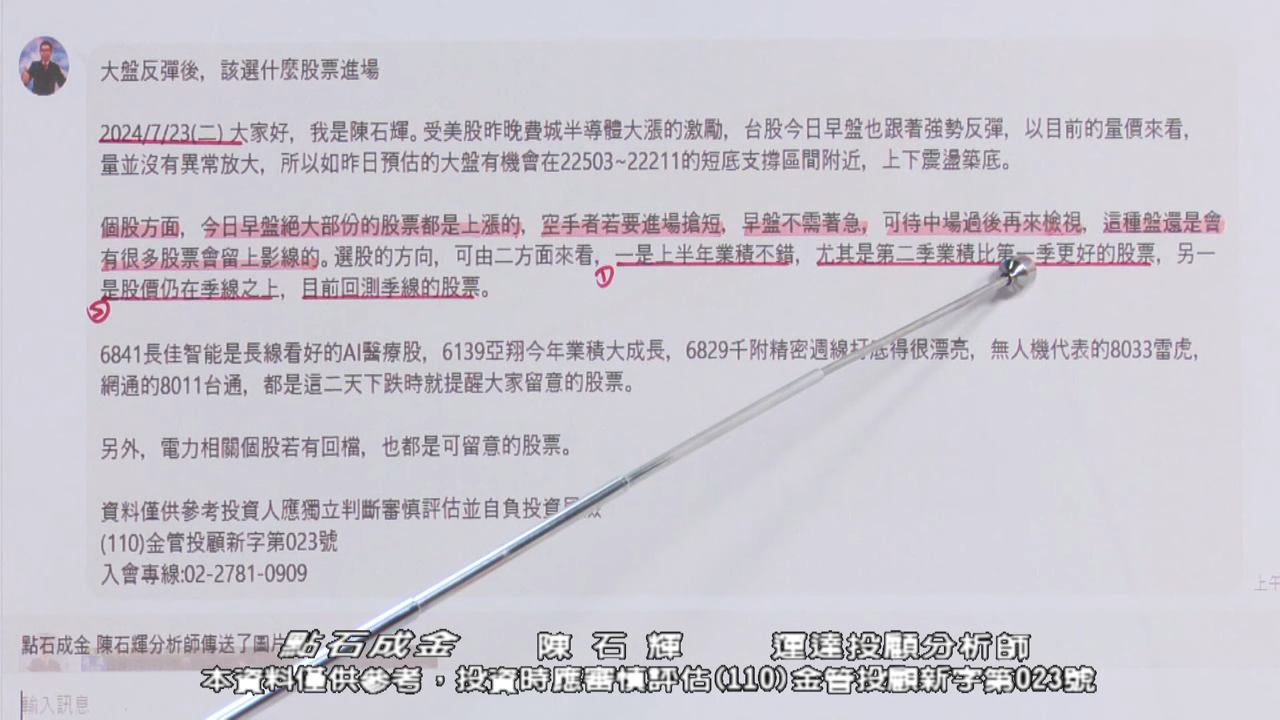 大盤反彈後，該選什麼股票進場
2024/7/23(二) 大家好，我是陳石輝。受美股昨晚費城半導體大漲的激勵，台股今日早盤也跟著強勢反彈，以目前的量價來看，
量並沒有異常放大，所以如昨日預估的大盤有機會在22503~22211的短底支撐區間附近，上下震盪築底。
個股方面，今日早盤絕大部份的股票都是上漲的，空手者若要進場搶短，早盤不需著急，可待中場過後再來檢視，這種盤還是會
有很多股票會留上影線的。選股的方向，可由二方面來看，一是上半年業績不錯，尤其是第二季業績比第一季更好的股票，另一
是股價仍在季線之上，目前回測季線的股票。
①
②
6841長佳智能是長線看好的AI醫療股，6139亞翔今年業績大成長，6829千附精密週線打底得很漂亮，無人機代表的8033雷虎，
網通的8011台通，都是這二天下跌時就提醒大家留意的股票。
另外，電力相關個股若有回檔，也都是可留意的股票。
資料僅供參考投資人應獨立判斷審慎評估並自負投資
(110)金管投顧新字第023號
入會專線:02-2781-0909
上午
點石成金 陳石輝分析師傳送了圖片
點石成金 陳石輝 運達投顧分析師
本資料僅供參考，投資時應審慎評估(110)金管投顧新字第023號
輸入訊息